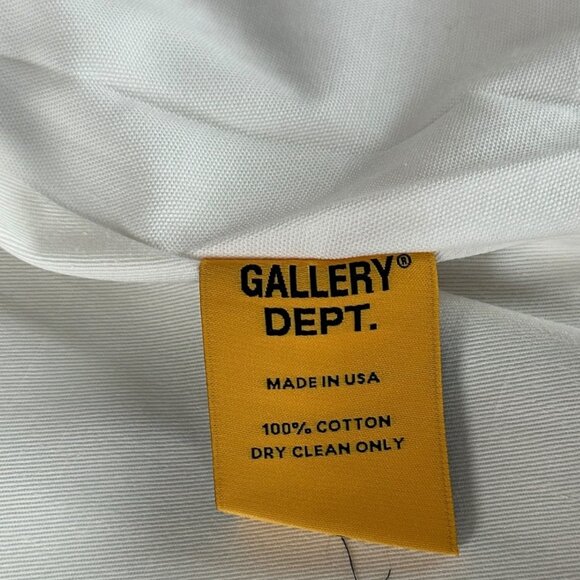 GALLERY®
DEPT.
MADE IN USA
100% COTTON
DRY CLEAN ONLY